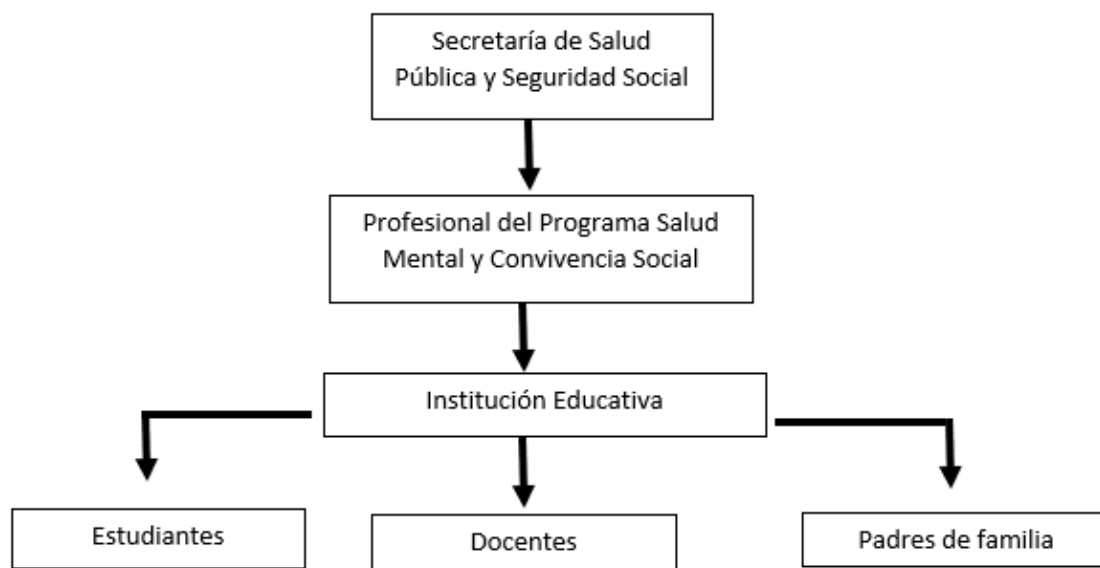 Secretaría de Salud
Pública y Seguridad Social
Profesional del Programa Salud
Mental y Convivencia Social
Institución Educativa
Estudiantes
Docentes
Padres de familia